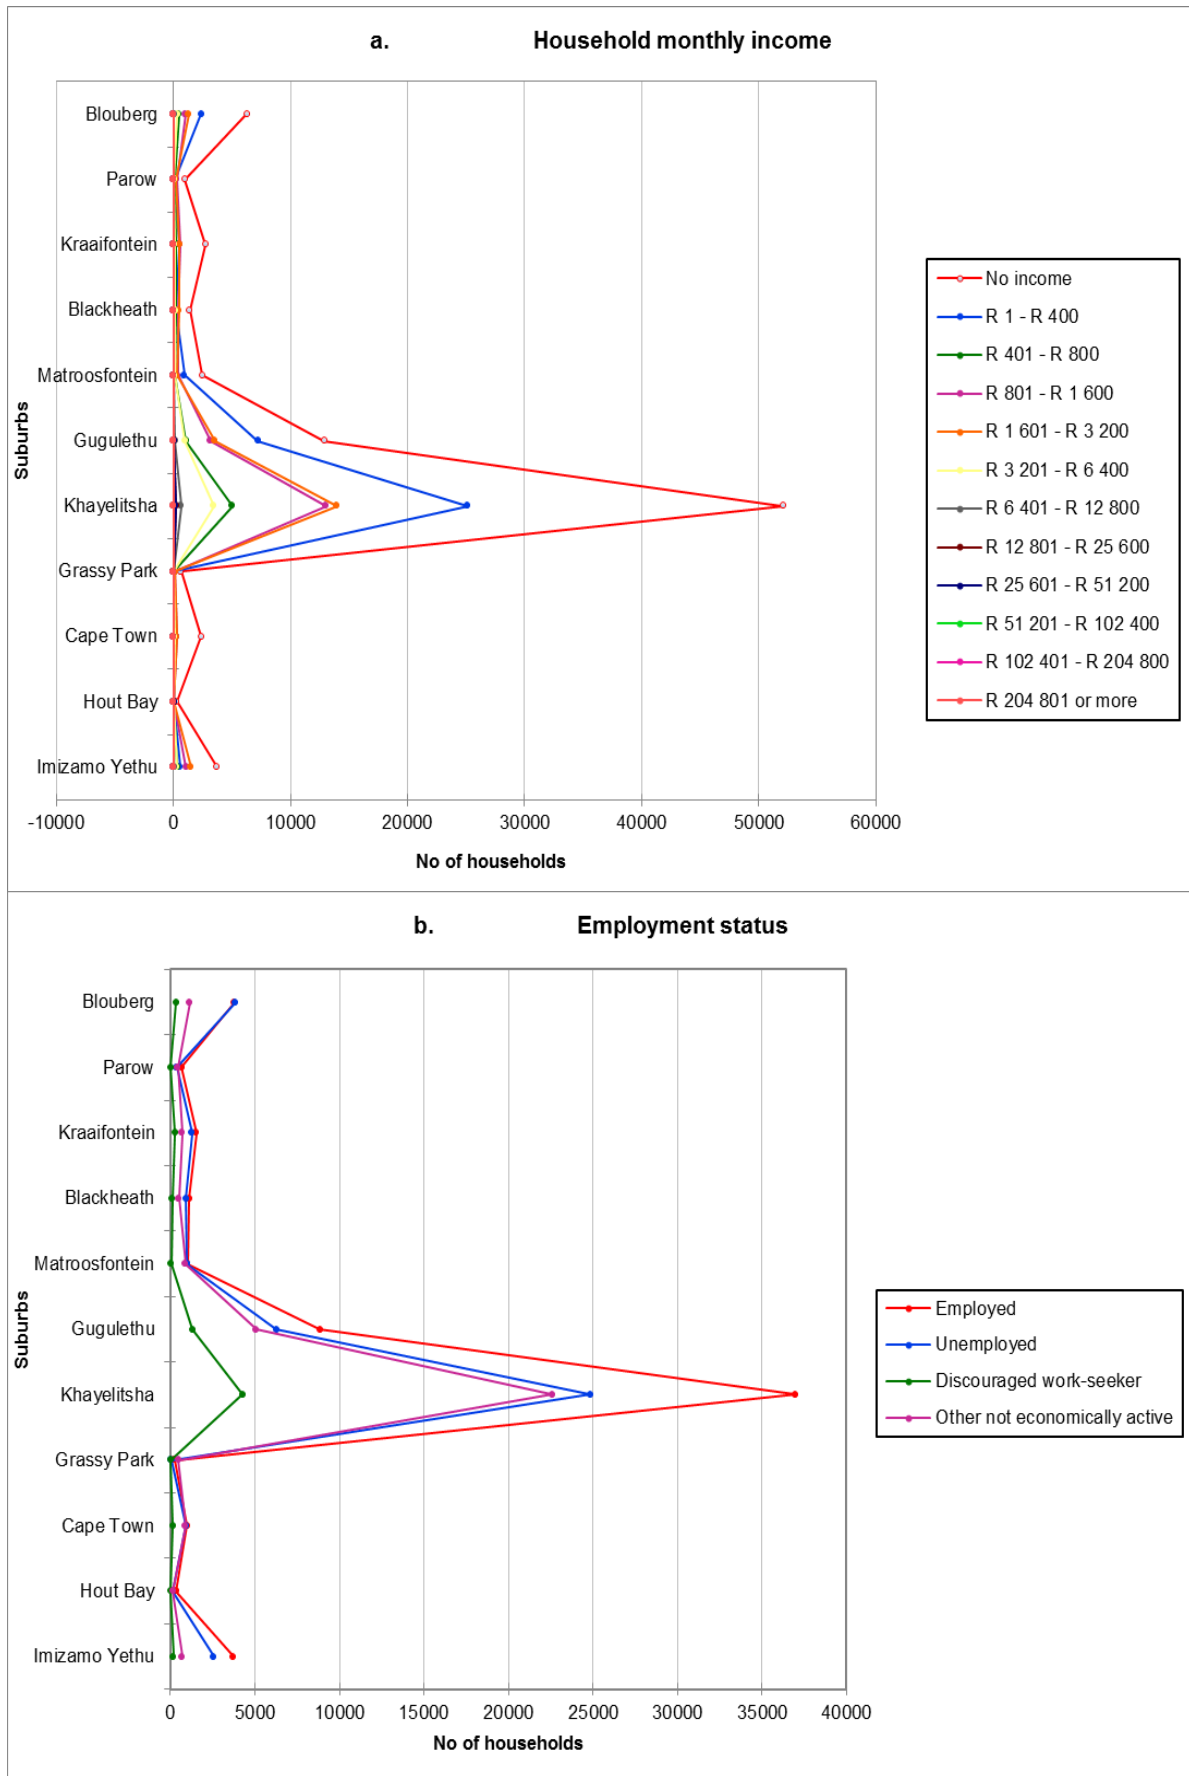 a. Household monthly income
Blouberg
Parow
Kraaifontein
Blackheath
Matroosfontein
Gugulethu
Khayelitsha
Grassy Park
Cape Town
Hout Bay
Imizamo Yethu
Suburbs
-10000 0 10000 20000 30000 40000 50000 60000
No of households
No income
R 1 - R 400
R 401 - R 800
R 801 - R 1 600
R 1 601 - R 3 200
R 3 201 - R 6 400
R 6 401 - R 12 800
R 12 801 - R 25 600
R 25 601 - R 51 200
R 51 201 - R 102 400
R 102 401 - R 204 800
R 204 801 or more
b. Employment status
Blouberg
Parow
Kraaifontein
Blackheath
Matroosfontein
Gugulethu
Khayelitsha
Grassy Park
Cape Town
Hout Bay
Imizamo Yethu
Suburbs
0 5000 10000 15000 20000 25000 30000 35000 40000
No of households
Employed
Unemployed
Discouraged work-seeker
Other not economically active